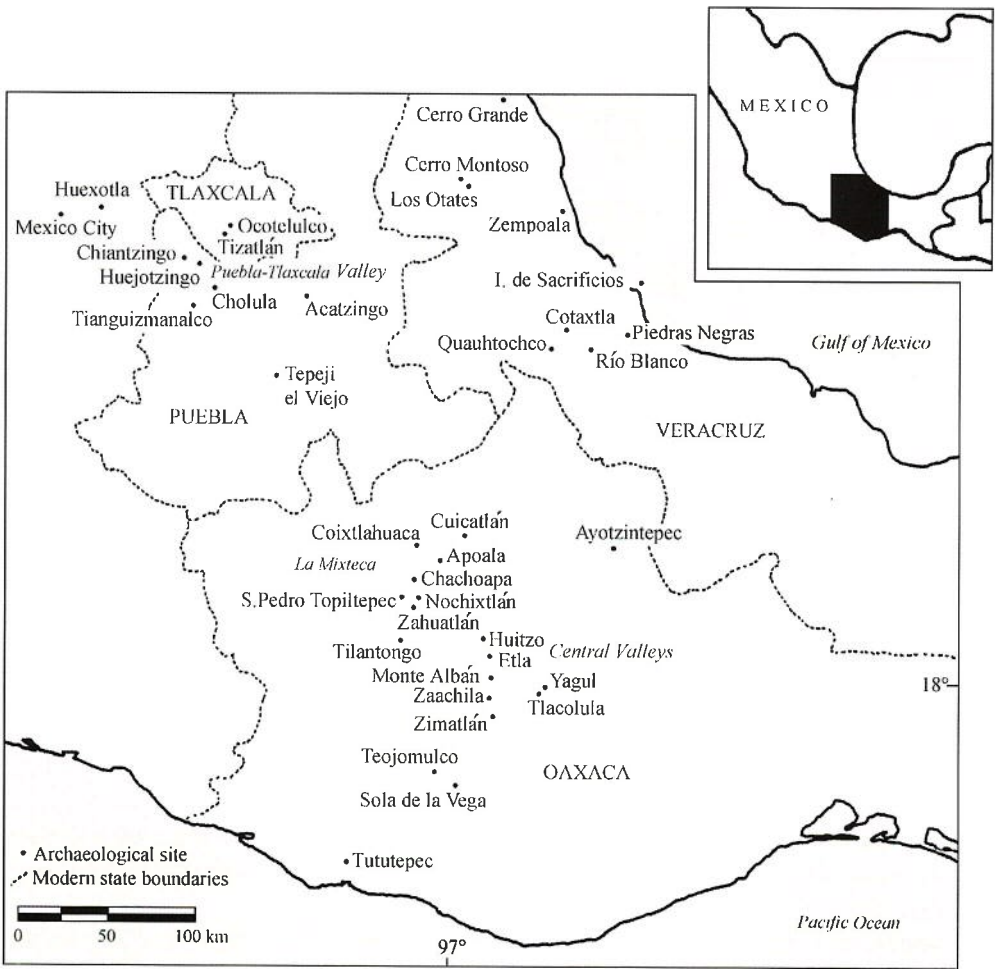 MEXICO
Cerro Grande
Cerro Montoso
Los Otates
Zempoala
Huexotla
TLAXCALA
Mexico City
Ocotelulco
Tizatlán
Chiantzingo
Huejotzingo
Puebla-Tlaxcala Valley
Cholula
Acatzingo
Tianguizmanalco
I. de Sacrificios
Cotaxtla
Piedras Negras
Quauhtochco
Río Blanco
Gulf of Mexico
Tepeji
el Viejo
PUEBLA
VERACRUZ
Cuicatlán
Coixtlahuaca
Ayotzintepec
Apoala
La Mixteca
Chachoapa
S.Pedro Topiltepec
Nochixtlán
Zahuatlán
Huitzo
Tilantongo
Central Valleys
Etla
Monte Albán
Yagul
Zaachila
Tlacolula
18°
Zimatlán
Teojomulco
OAXACA
Sola de la Vega
Tututepec
Archaeological site
Modern state boundaries
0 50 100 km
97°
Pacific Ocean